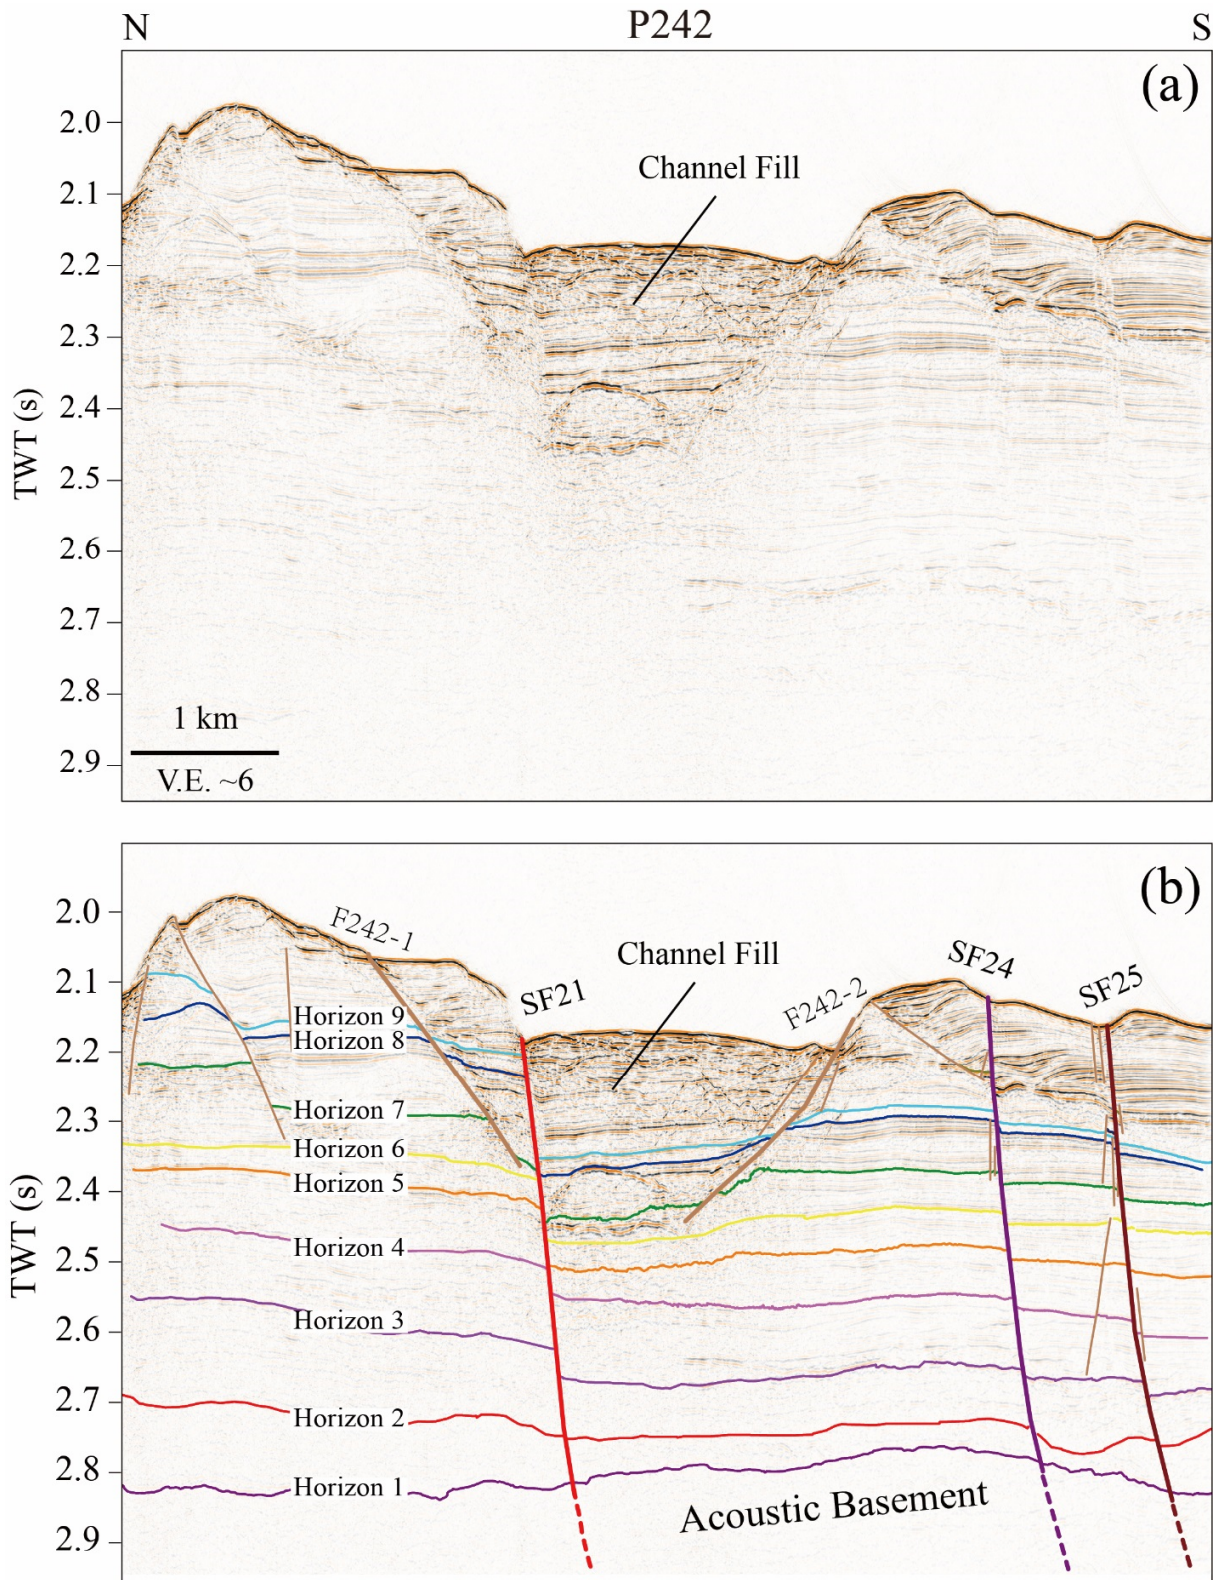 N P242 S
(a)
2.0
Channel Fill
2.1
2.2
2.3
2.4
TWT (s)
2.5
2.6
2.7
2.8
1 km
2.9
V.E. ~6
(b)
2.0
F242-1
Channel Fill
SF24
SF25
2.1
SF21
F242-2
Horizon 9
Horizon 8
2.2
Horizon 7
2.3
Horizon 6
Horizon 5
2.4
TWT (s)
Horizon 4
2.5
Horizon 3
2.6
2.7
Horizon 2
2.8
Horizon 1
Acoustic Basement
2.9